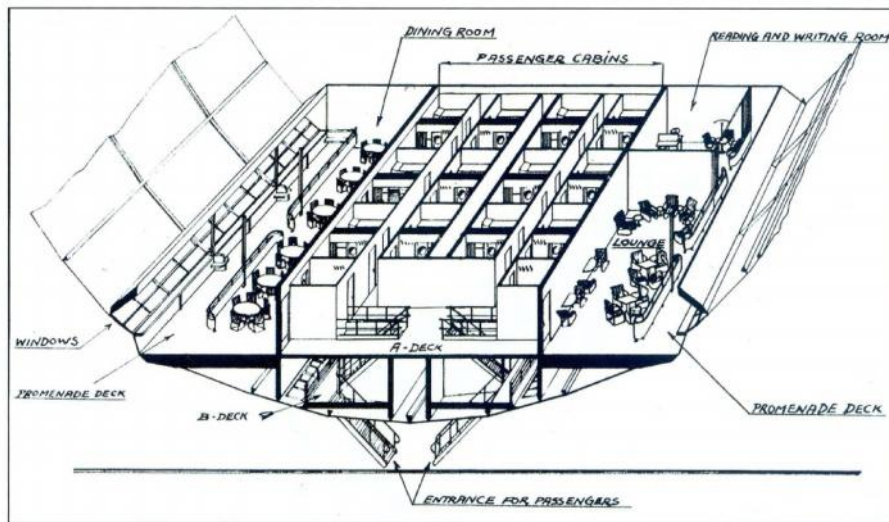 DINING ROOM
READING AND WRITING ROOM
PASSENGER CABINS
LOUNGE
WINDOWS
A-DECK
PROMENADE DECK
B-DECK
PROMENADE DECK
ENTRANCE FOR PASSENGERS